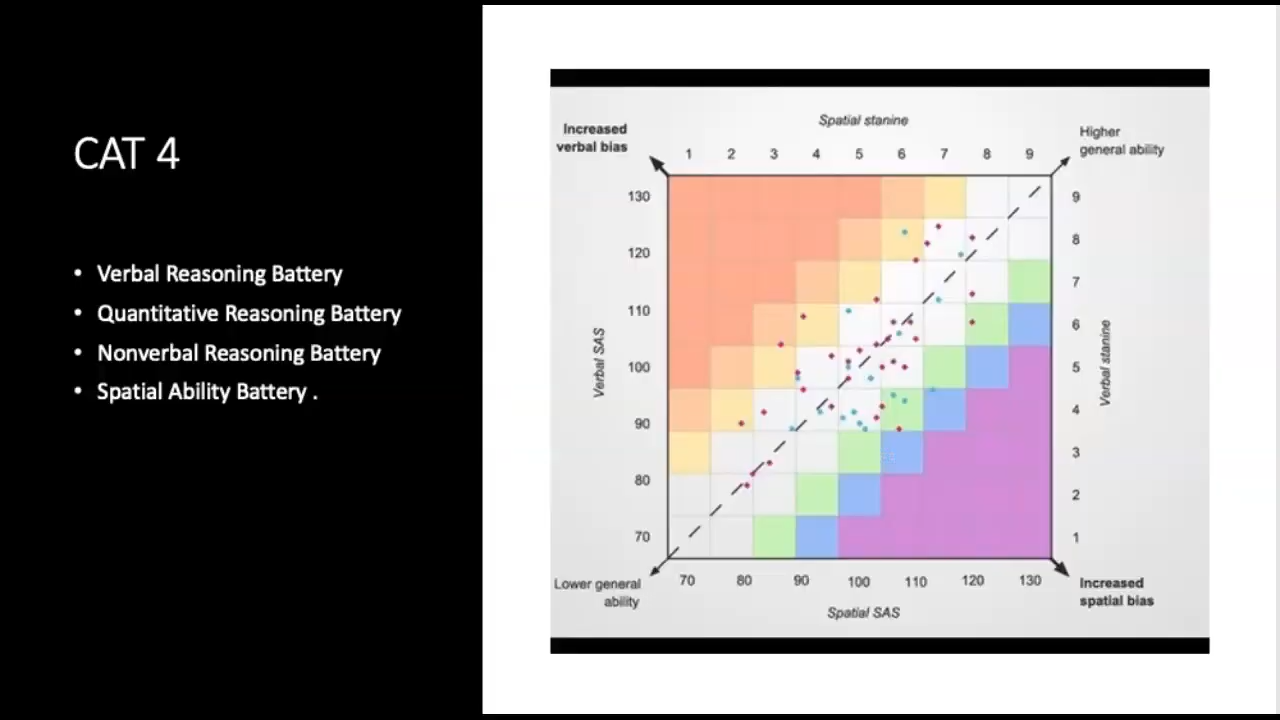 CAT 4
• Verbal Reasoning Battery
• Quantitative Reasoning Battery
• Nonverbal Reasoning Battery
• Spatial Ability Battery .
Spatial stanine
Increased
verbal bias
Higher
general ability
1 2 3 4 5 6 7 8 9
130
120
110
100
90
80
70
Verbal SAS
9
8
7
6
5
4
3
2
1
Verbal stanine
Lower general
ability
70 80 90 100 110 120 130
Spatial SAS
Increased
spatial bias